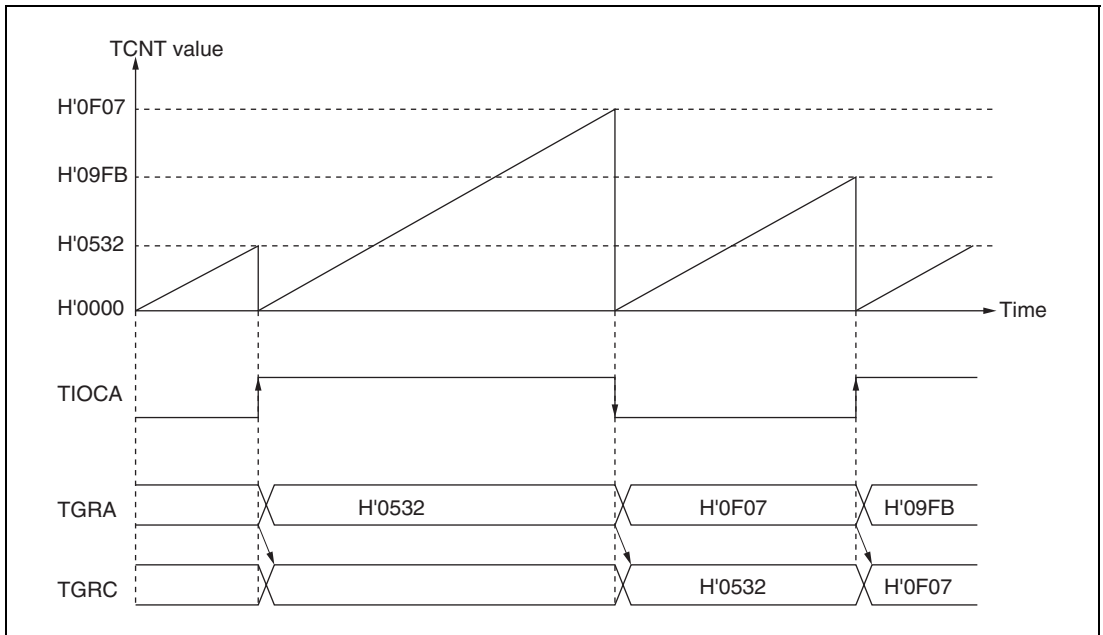 TCNT value
H'0F07
H'09FB
H'0532
H'0000
Time
TIOCA
TGRA
H'0532
H'0F07
H'09FB
TGRC
H'0532
H'0F07